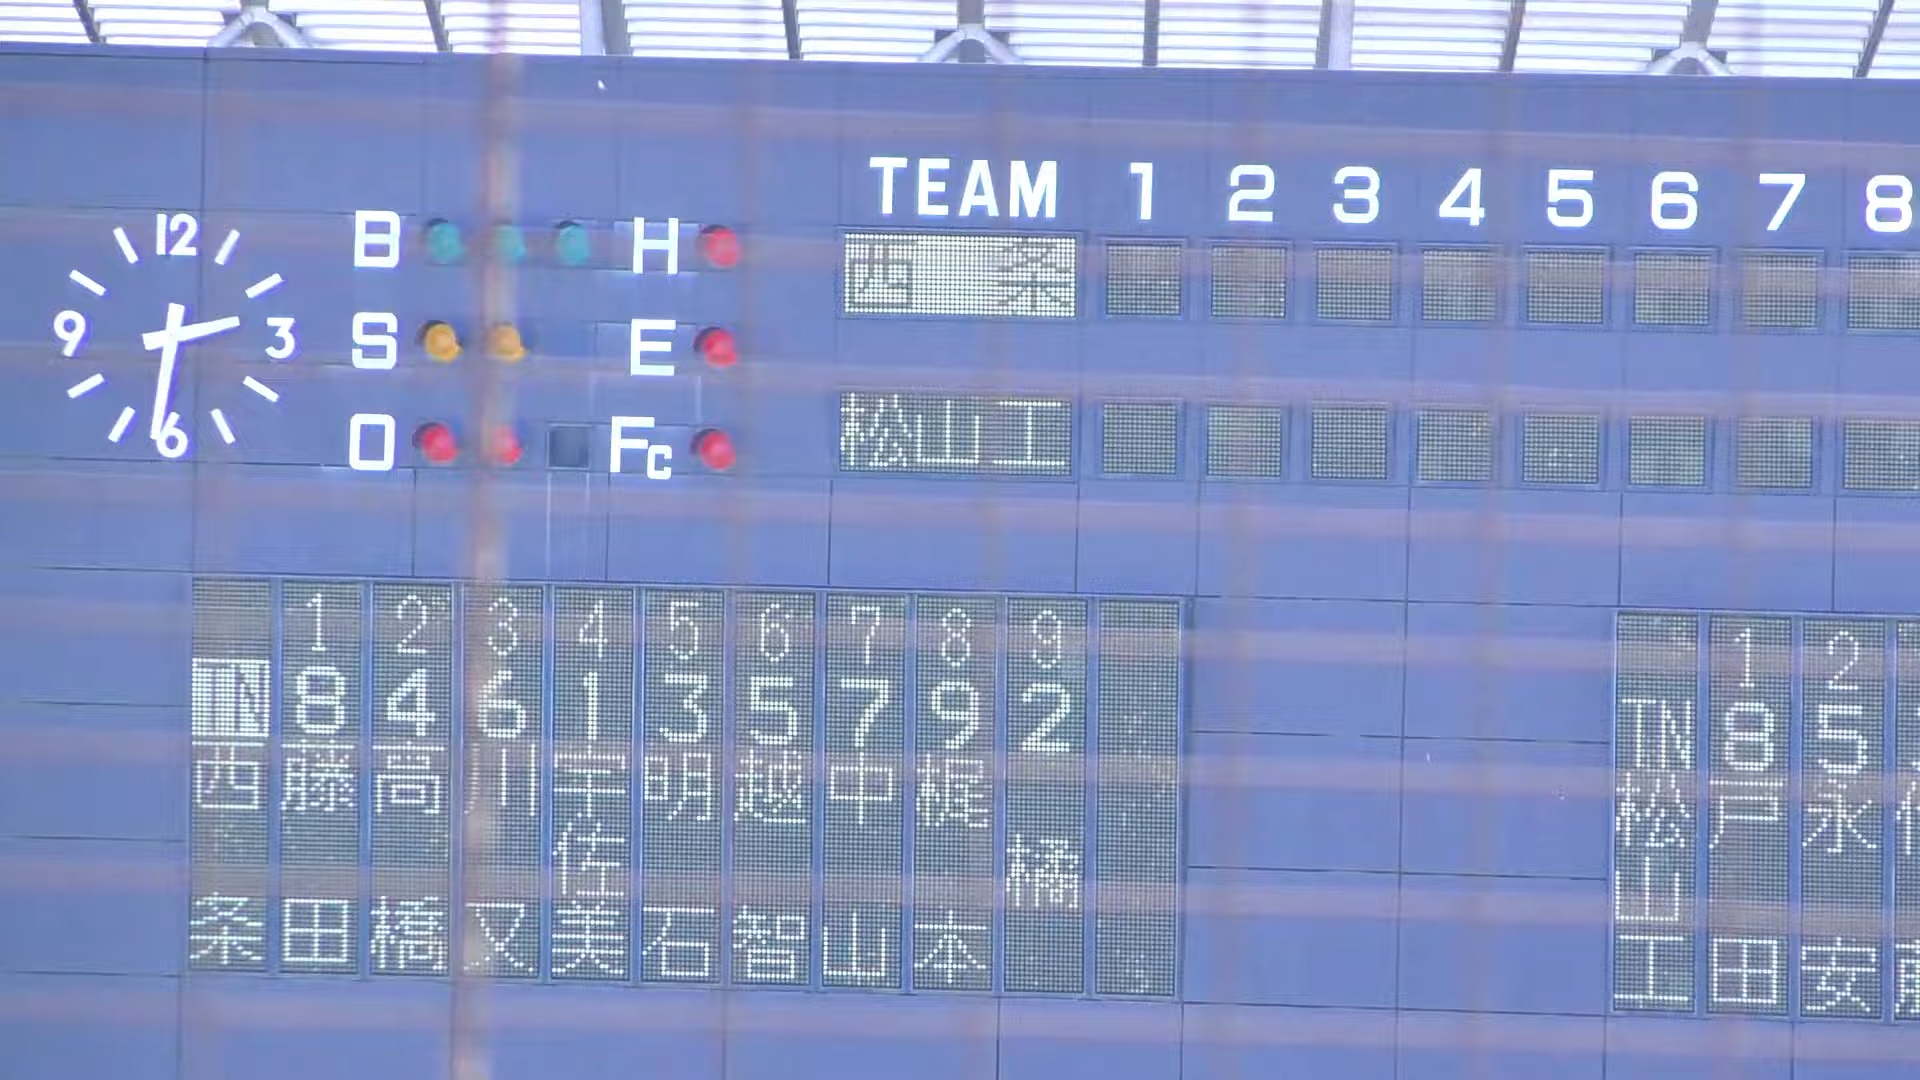 TEAM 1 2 3 4 5 6 7 8
12
9 3
6
B H
S E
O Fc
西条
松山工
IN 西条
1 8 藤田
2 4 高橋
3 6 川又
4 1 宇佐美
5 3 明石
6 5 越智
7 7 中山
8 9 梶本
9 2 橘
IN 松山工
1 8 戸田
2 5 永安